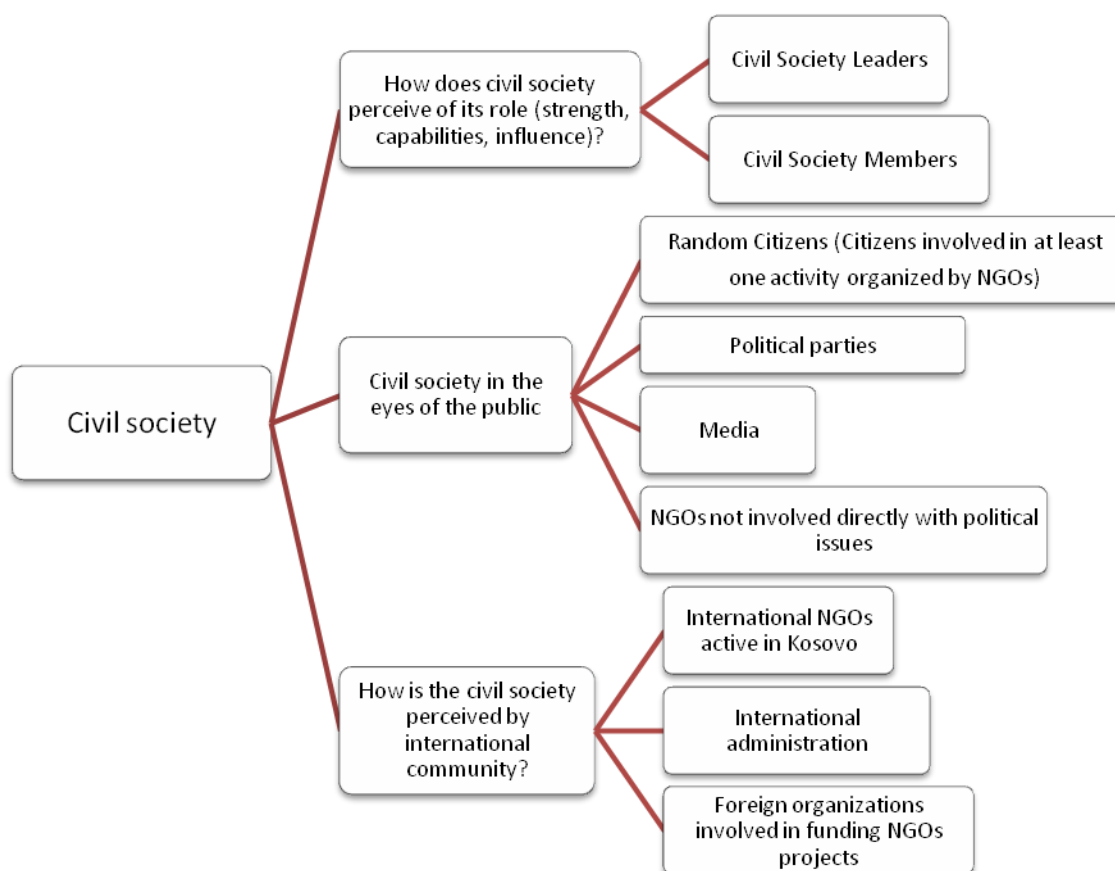 Civil society
How does civil society
perceive of its role (strength,
capabilities, influence)?
Civil Society Leaders
Civil Society Members
Civil society in the
eyes of the public
Random Citizens (Citizens involved in at least
one activity organized by NGOs)
Political parties
Media
NGOs not involved directly with political
issues
How is the civil society
perceived by
international
community?
International NGOs
active in Kosovo
International
administration
Foreign organizations
involved in funding NGOs
projects